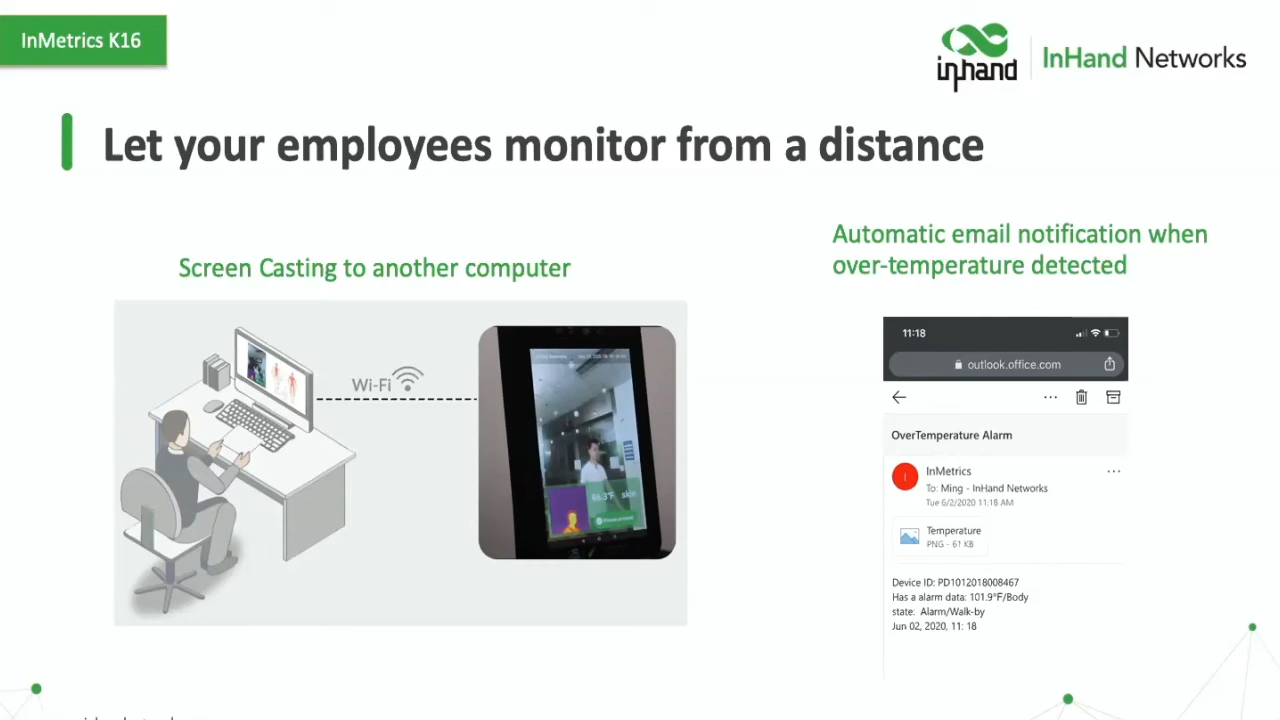 InMetrics K16
inhand
InHand Networks
Let your employees monitor from a distance
Automatic email notification when
over-temperature detected
Screen Casting to another computer
Wi-Fi
skin
11:18
outlook.office.com
OverTemperature Alarm
I
InMetrics
To: Ming - InHand Networks
Tue 6/2/2020 11:18 AM
Temperature
PNG - 61 KB
Device ID: PD1012018008467
Has a alarm data: 101.9°F/Body
state: Alarm/Walk-by
Jun 02, 2020, 11: 18